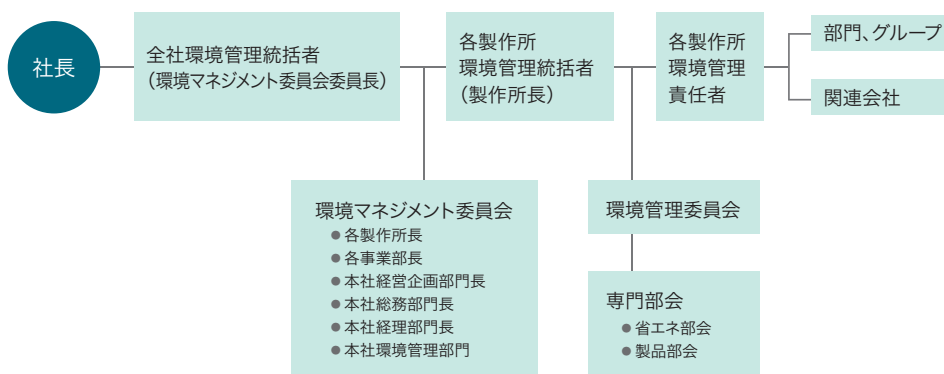 社長
全社環境管理統括者
（環境マネジメント委員会委員長）
各製作所
環境管理統括者
（製作所長）
各製作所
環境管理
責任者
部門、グループ
関連会社
環境マネジメント委員会
●各製作所長
●各事業部長
●本社経営企画部門長
●本社総務部門長
●本社経理部門長
●本社環境管理部門
環境管理委員会
専門部会
●省エネ部会
●製品部会